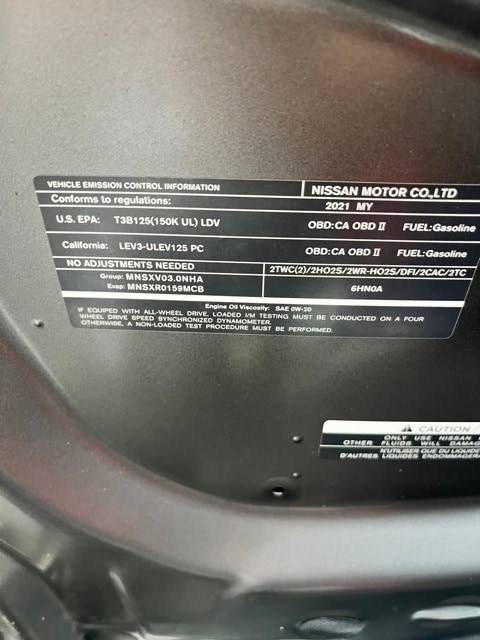 VEHICLE EMISSION CONTROL INFORMATION
NISSAN MOTOR CO.,LTD
Conforms to regulations:
2021 MY
U.S. EPA: T3B125(150K UL) LDV
OBD:CA OBD II FUEL:Gasoline
California: LEV3-ULEV125 PC
OBD:CA OBD II FUEL:Gasoline
NO ADJUSTMENTS NEEDED
2TWC(2)/2HO2S/2WR-HO2S/DFI/2CAC/2TC
Group: MNSXV03.0NHA
Evap: MNSXR0159MCB
6HN0A
Engine Oil Viscosity: SAE 0W-20
IF EQUIPPED WITH ALL-WHEEL DRIVE, LOADED I/M TESTING MUST BE CONDUCTED ON A FOUR
WHEEL DRIVE SPEED SYNCHRONIZED DYNAMOMETER.
OTHERWISE, A NON-LOADED TEST PROCEDURE MUST BE PERFORMED.
CAUTION /
ONLY USE NISSAN
OTHER FLUIDS WILL DAMAG
N'UTILISER QUE DU LIQUIDE
D'AUTRES LIQUIDES ENDOMMAGERA